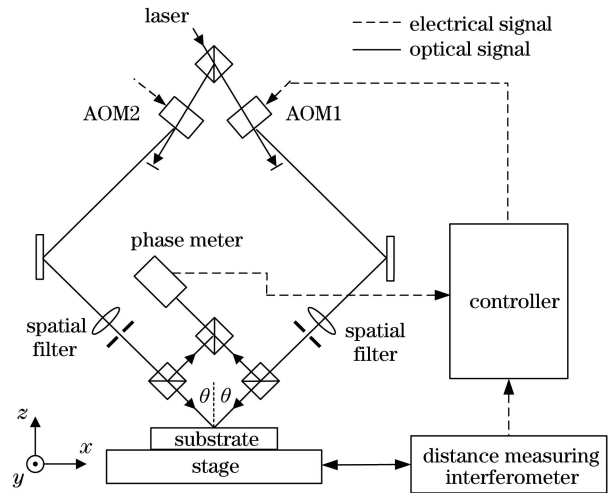 laser
electrical signal
optical signal
AOM2
AOM1
phase meter
controller
spatial
filter
spatial
filter
θ θ
z
x
y
substrate
stage
distance measuring
interferometer